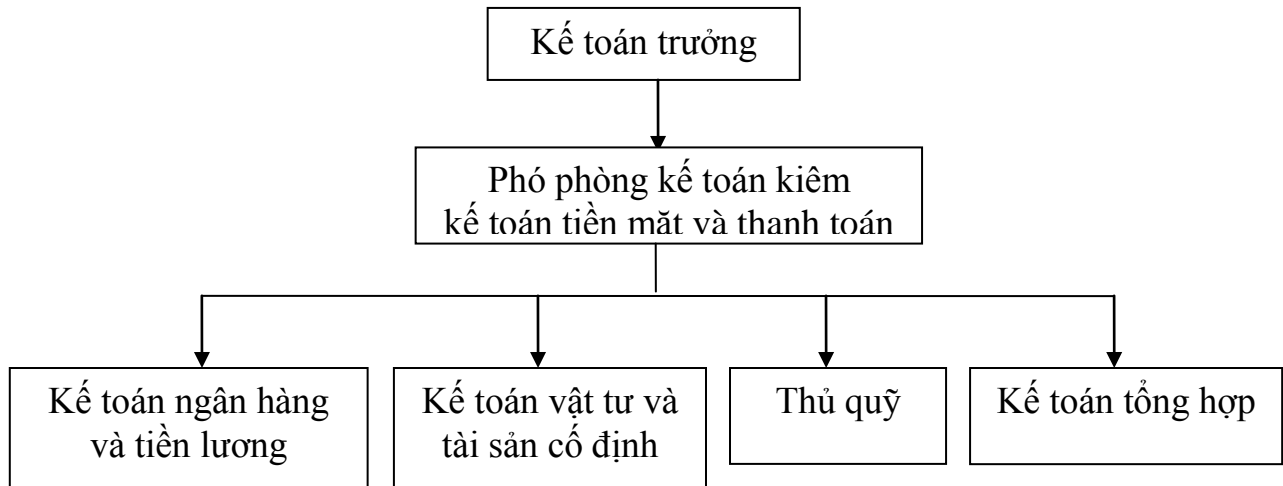 Kế toán trưởng
Phó phòng kế toán kiêm
kế toán tiền mặt và thanh toán
Kế toán ngân hàng
và tiền lương
Kế toán vật tư và
tài sản cố định
Thủ quỹ
Kế toán tổng hợp